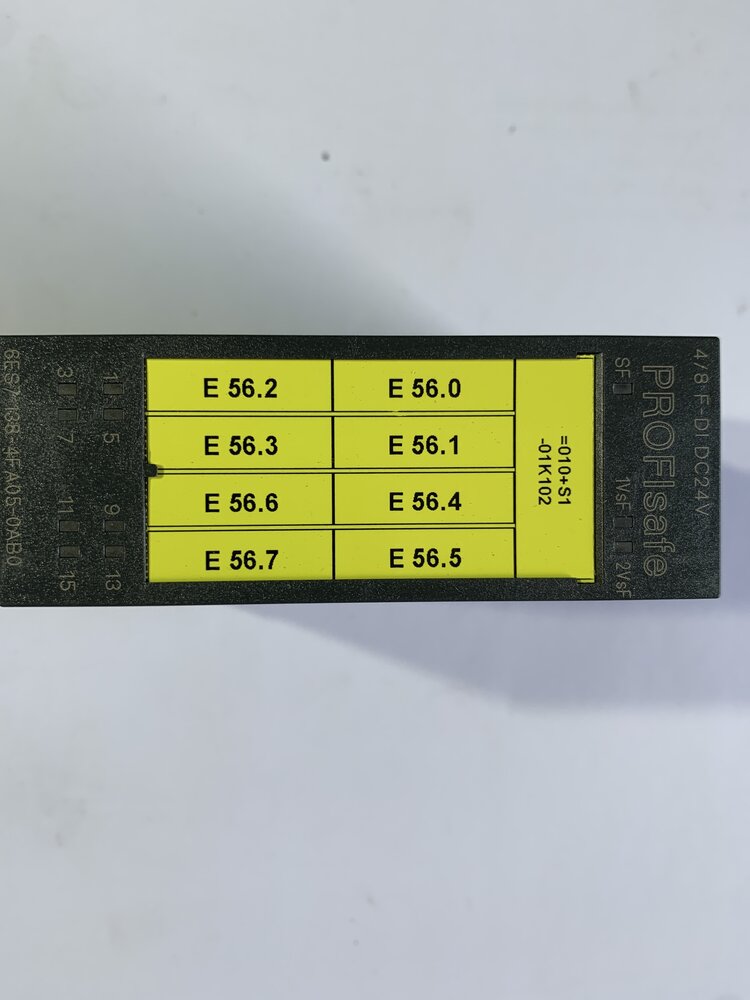 4/8 F-DI DC24V
PROFIsafe
SF
1VsF
2VsF
=010+S1
-01K102
E 56.2 E 56.0
E 56.3 E 56.1
E 56.6 E 56.4
E 56.7 E 56.5
1 5 9 13
3 7 11 15
6ES7138-4FA05-0AB0